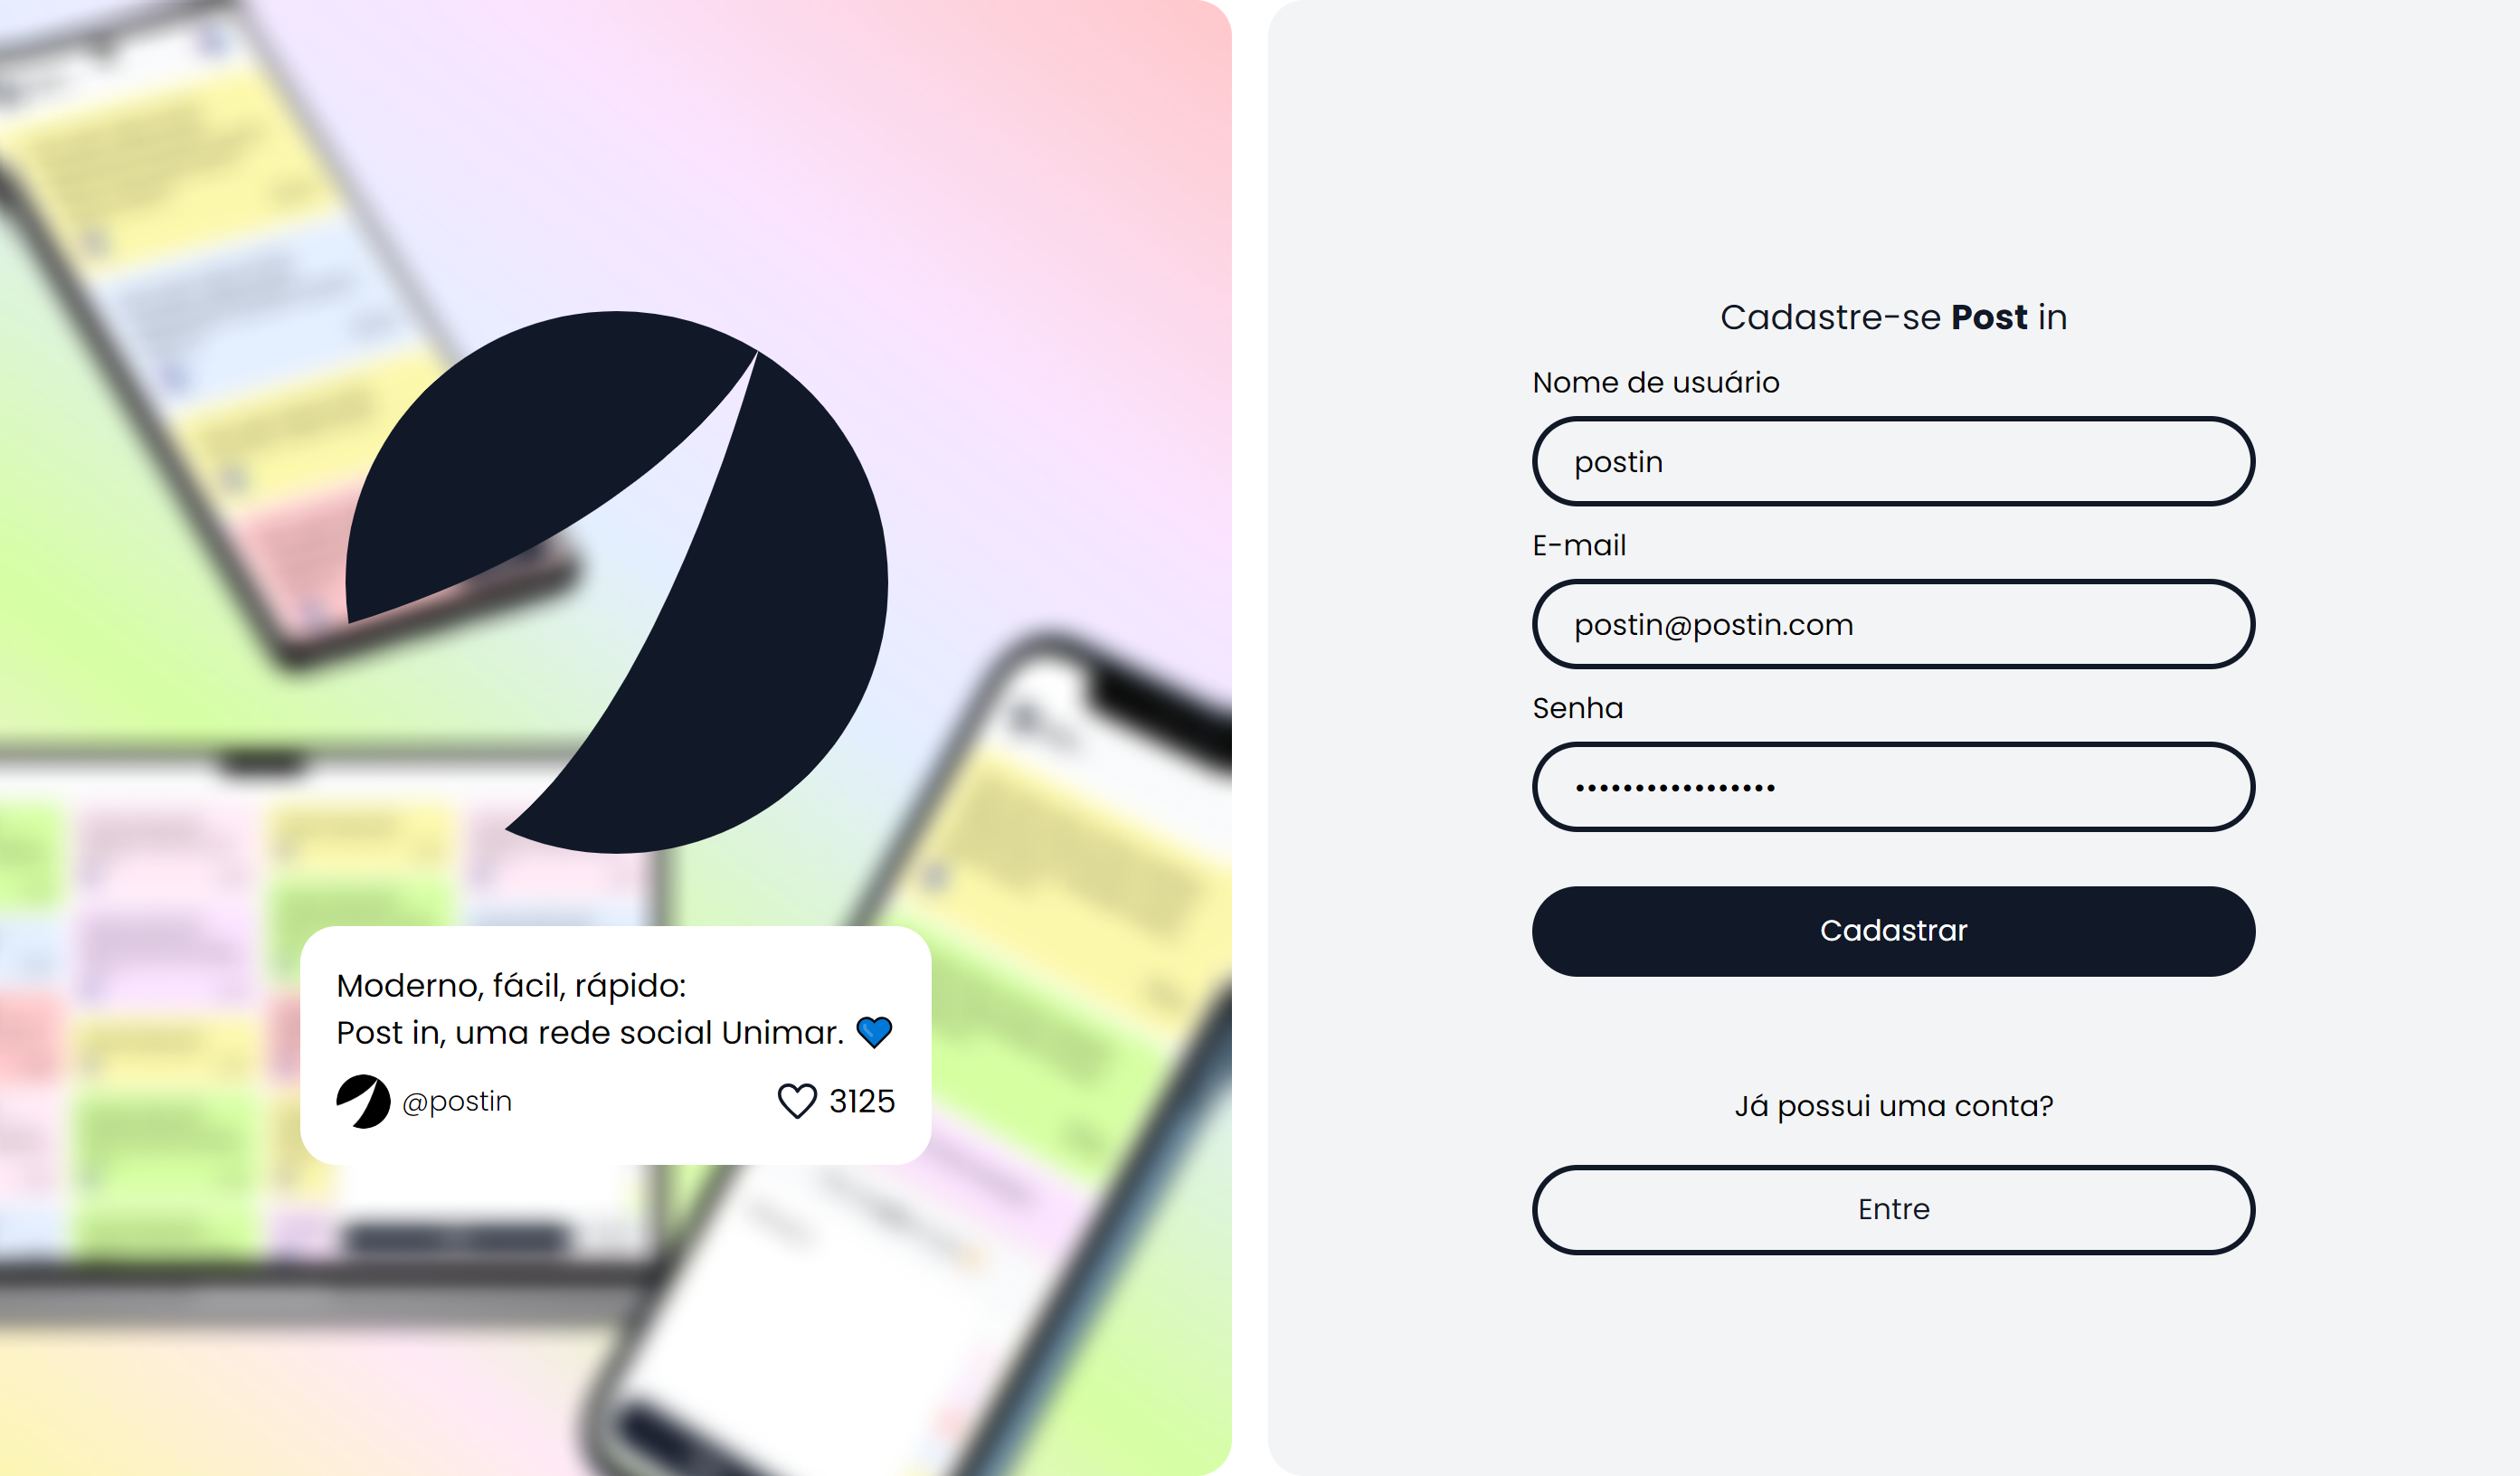 Moderno, fácil, rápido:
Post in, uma rede social Unimar. 💙
@postin
3125
Cadastre-se Post in
Nome de usuário
postin
E-mail
postin@postin.com
Senha
•••••••••••••••••
Cadastrar
Já possui uma conta?
Entre